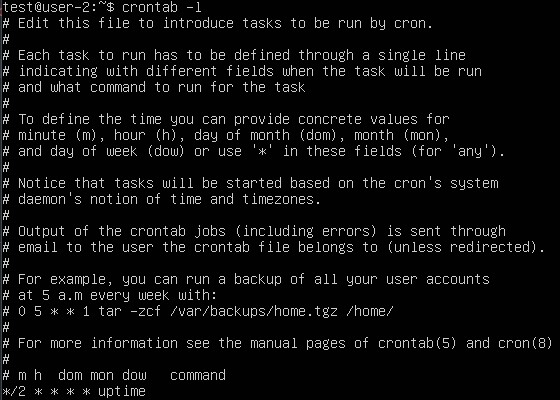 test@user-2:~$ crontab -l
# Edit this file to introduce tasks to be run by cron.
#
# Each task to run has to be defined through a single line
# indicating with different fields when the task will be run
# and what command to run for the task
#
# To define the time you can provide concrete values for
# minute (m), hour (h), day of month (dom), month (mon),
# and day of week (dow) or use '*' in these fields (for 'any').
#
# Notice that tasks will be started based on the cron's system
# daemon's notion of time and timezones.
#
# Output of the crontab jobs (including errors) is sent through
# email to the user the crontab file belongs to (unless redirected).
#
# For example, you can run a backup of all your user accounts
# at 5 a.m every week with:
# 0 5 * * 1 tar -zcf /var/backups/home.tgz /home/
#
# For more information see the manual pages of crontab(5) and cron(8)
#
# m h  dom mon dow   command
*/2 * * * * uptime